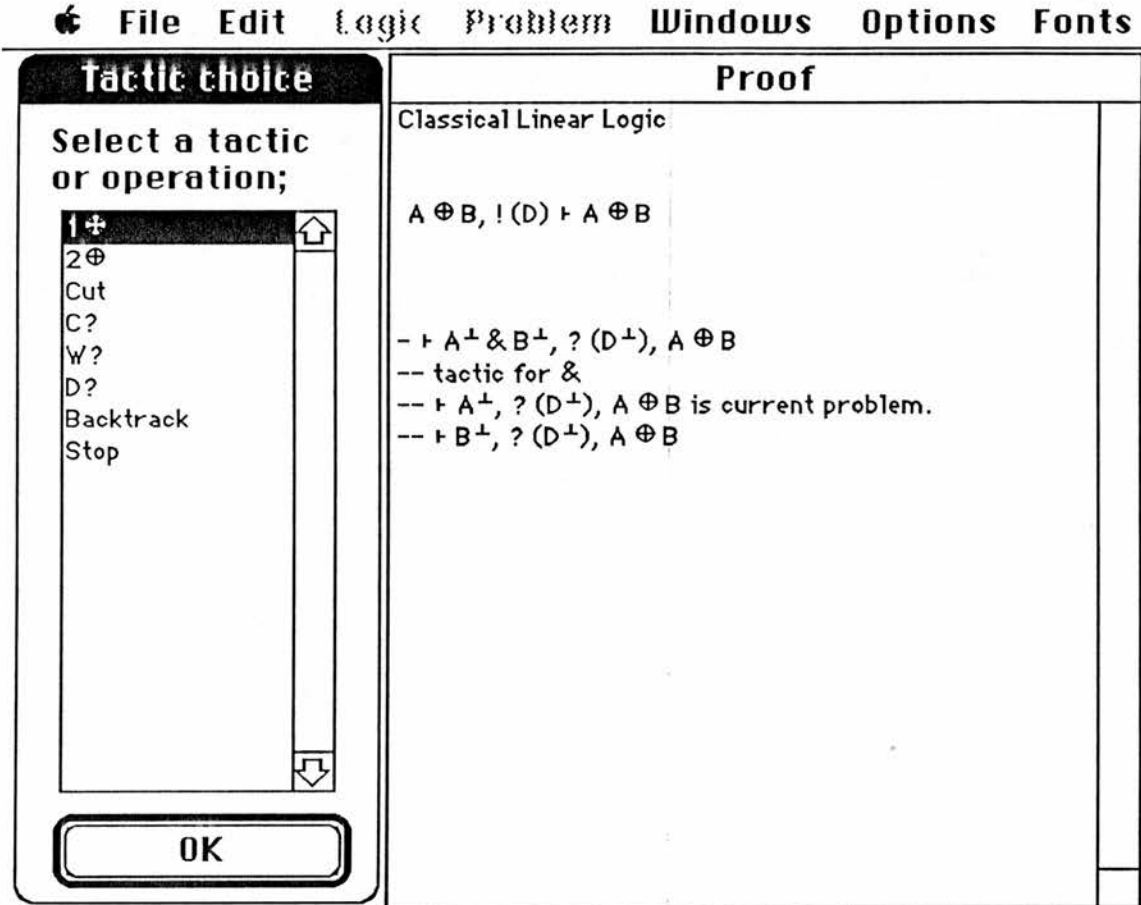 File Edit Logic Problem Windows Options Fonts
Tactic choice
Select a tactic
or operation;
1⊕
2⊕
Cut
C?
W?
D?
Backtrack
Stop
OK
Proof
Classical Linear Logic
A ⊕ B, ! (D) ⊢ A ⊕ B
- ⊢ A⊥ & B⊥, ? (D⊥), A ⊕ B
-- tactic for &
-- ⊢ A⊥, ? (D⊥), A ⊕ B is current problem.
-- ⊢ B⊥, ? (D⊥), A ⊕ B